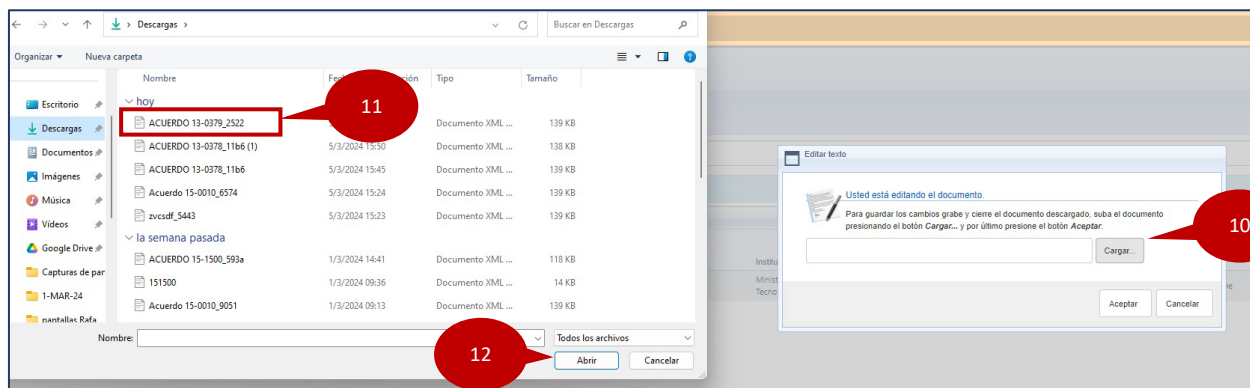 Descargas
Buscar en Descargas
Organizar
Nueva carpeta
Nombre
Tipo
Tamaño
hoy
Escritorio
Descargas
Documentos
Imágenes
Música
Vídeos
Google Drive
Capturas de par
1-MAR-24
pantallas Rafa
ACUERDO 13-0379_2522 Documento XML ... 139 KB
ACUERDO 13-0378_11b6 (1) 5/3/2024 15:50 Documento XML ... 138 KB
ACUERDO 13-0378_11b6 5/3/2024 15:45 Documento XML ... 139 KB
Acuerdo 15-0010_6574 5/3/2024 15:24 Documento XML ... 139 KB
zvcsdf_5443 5/3/2024 15:23 Documento XML ... 139 KB
la semana pasada
ACUERDO 15-1500_593a 1/3/2024 14:41 Documento XML ... 118 KB
151500 1/3/2024 09:36 Documento XML ... 14 KB
Acuerdo 15-0010_9051 1/3/2024 09:13 Documento XML ... 139 KB
Nombre:
Todos los archivos
Abrir
Cancelar
11
12
Editar texto
Usted está editando el documento.
Para guardar los cambios grabe y cierre el documento descargado, suba el documento
presionando el botón Cargar... y por último presione el botón Aceptar.
Cargar...
10
Aceptar
Cancelar
Institu
Minist
Tecno